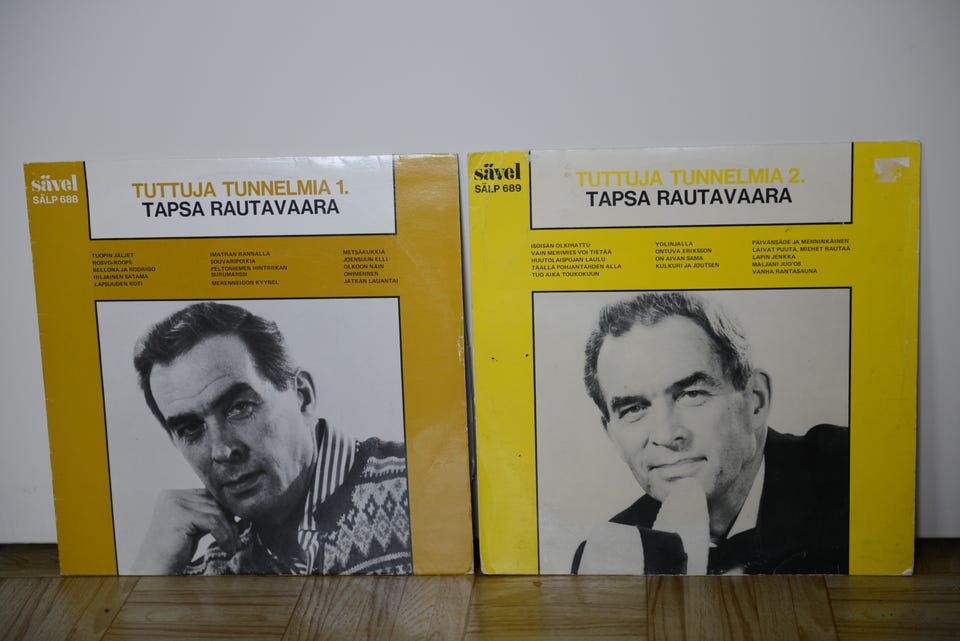 sävel
SÄLP 688
TUTTUJA TUNNELMIA 1.
TAPSA RAUTAVAARA
TUOPIN JÄLJET
ROSVO-ROOPE
BELLONA JA RODRIGO
HILJAINEN SATAMA
LAPSUUDEN KOTI
IMATRAN RANNALLA
SOUVARIPOIKIA
PELTONIEMEN HINTRIIKAN
SURUMARSSI
MERENNEIDON KYYNEL
METSÄKUKKIA
JOENSUUN ELLI
OLKOON NÄIN
OHIMENNEN
JÄTKÄN LAUANTAI
sävel
SÄLP 689
TUTTUJA TUNNELMIA 2.
TAPSA RAUTAVAARA
ISOISÄN OLKIHATTU
VAIN MERIMIES VOI TIETÄÄ
HUUTOLAISPOJAN LAULU
TÄÄLLÄ POHJANTÄHDEN ALLA
TUO AIKA TOUKOKUUN
YÖLINJALLA
ONTUVA ERIKSSON
ON AIVAN SAMA
KULKURI JA JOUTSEN
PÄIVÄNSÄDE JA MENNINKÄINEN
LAIVAT PUUTA, MIEHET RAUTAA
LAPIN JENKKA
MALJANI JUO'OS
VANHA RANTASAUNA